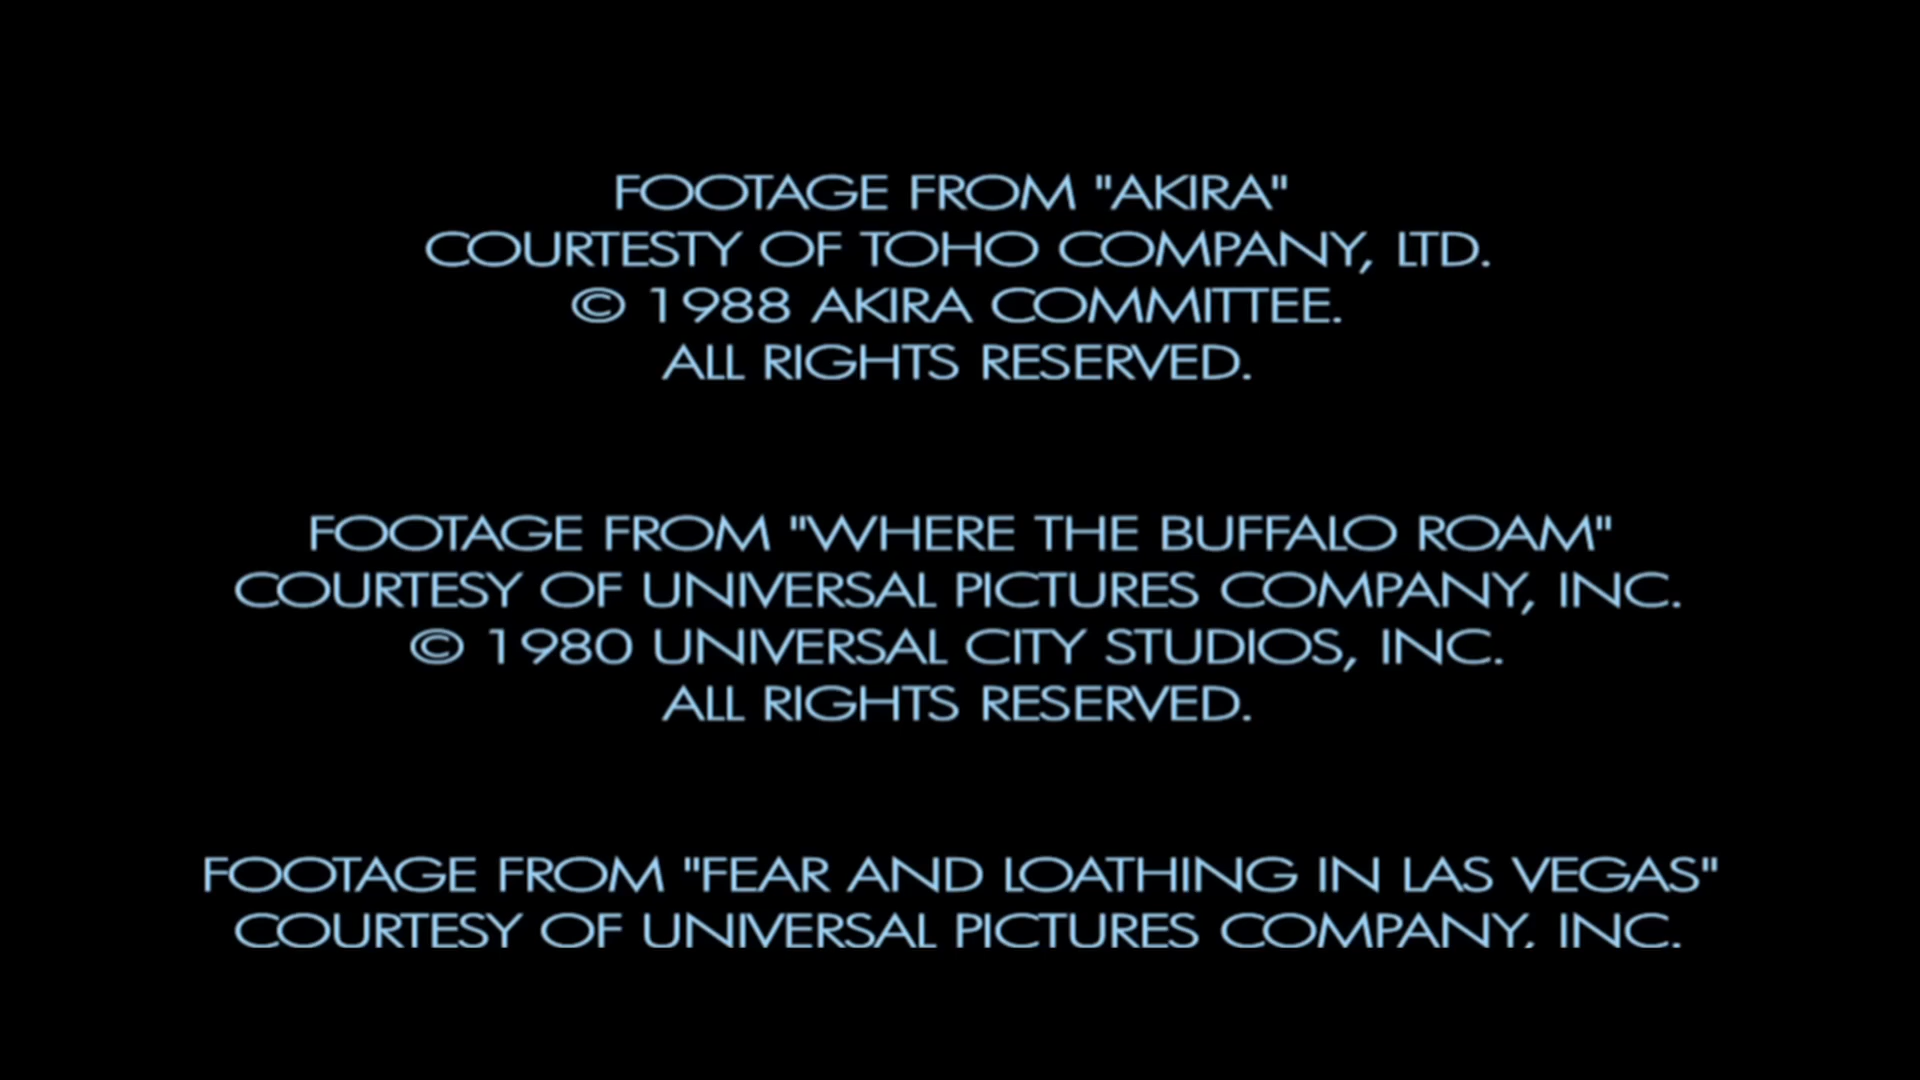 FOOTAGE FROM "AKIRA"
COURTESTY OF TOHO COMPANY, LTD.
© 1988 AKIRA COMMITTEE.
ALL RIGHTS RESERVED.
FOOTAGE FROM "WHERE THE BUFFALO ROAM"
COURTESY OF UNIVERSAL PICTURES COMPANY, INC.
© 1980 UNIVERSAL CITY STUDIOS, INC.
ALL RIGHTS RESERVED.
FOOTAGE FROM "FEAR AND LOATHING IN LAS VEGAS"
COURTESY OF UNIVERSAL PICTURES COMPANY, INC.